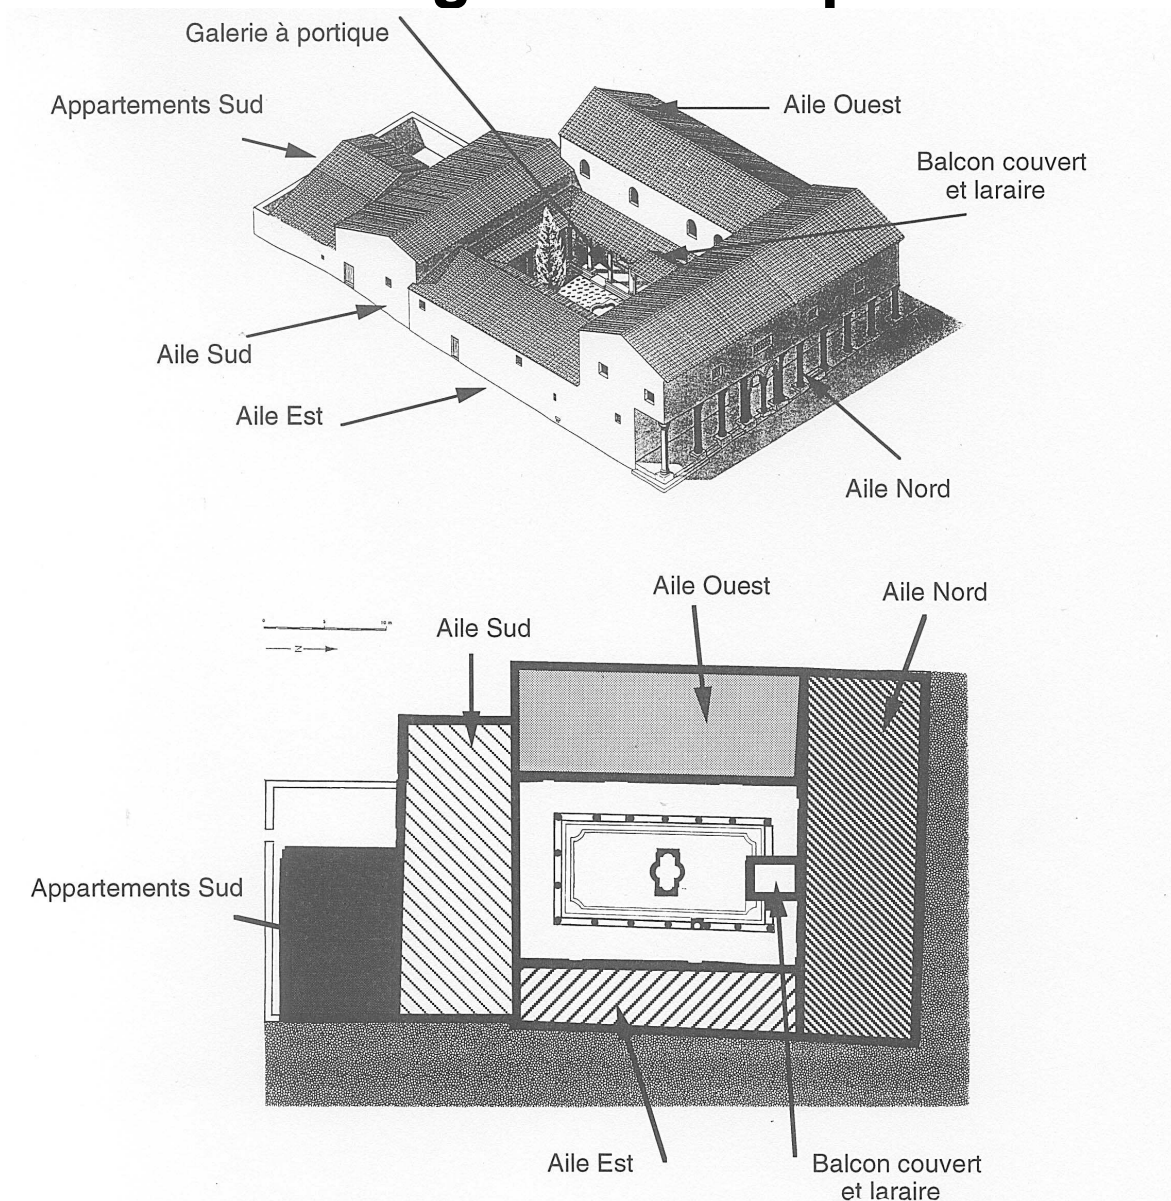 Galerie à portique
Appartements Sud
Aile Ouest
Balcon couvert
et laraire
Aile Sud
Aile Est
Aile Nord
Aile Ouest
Aile Nord
Aile Sud
N
Appartements Sud
Aile Est
Balcon couvert
et laraire